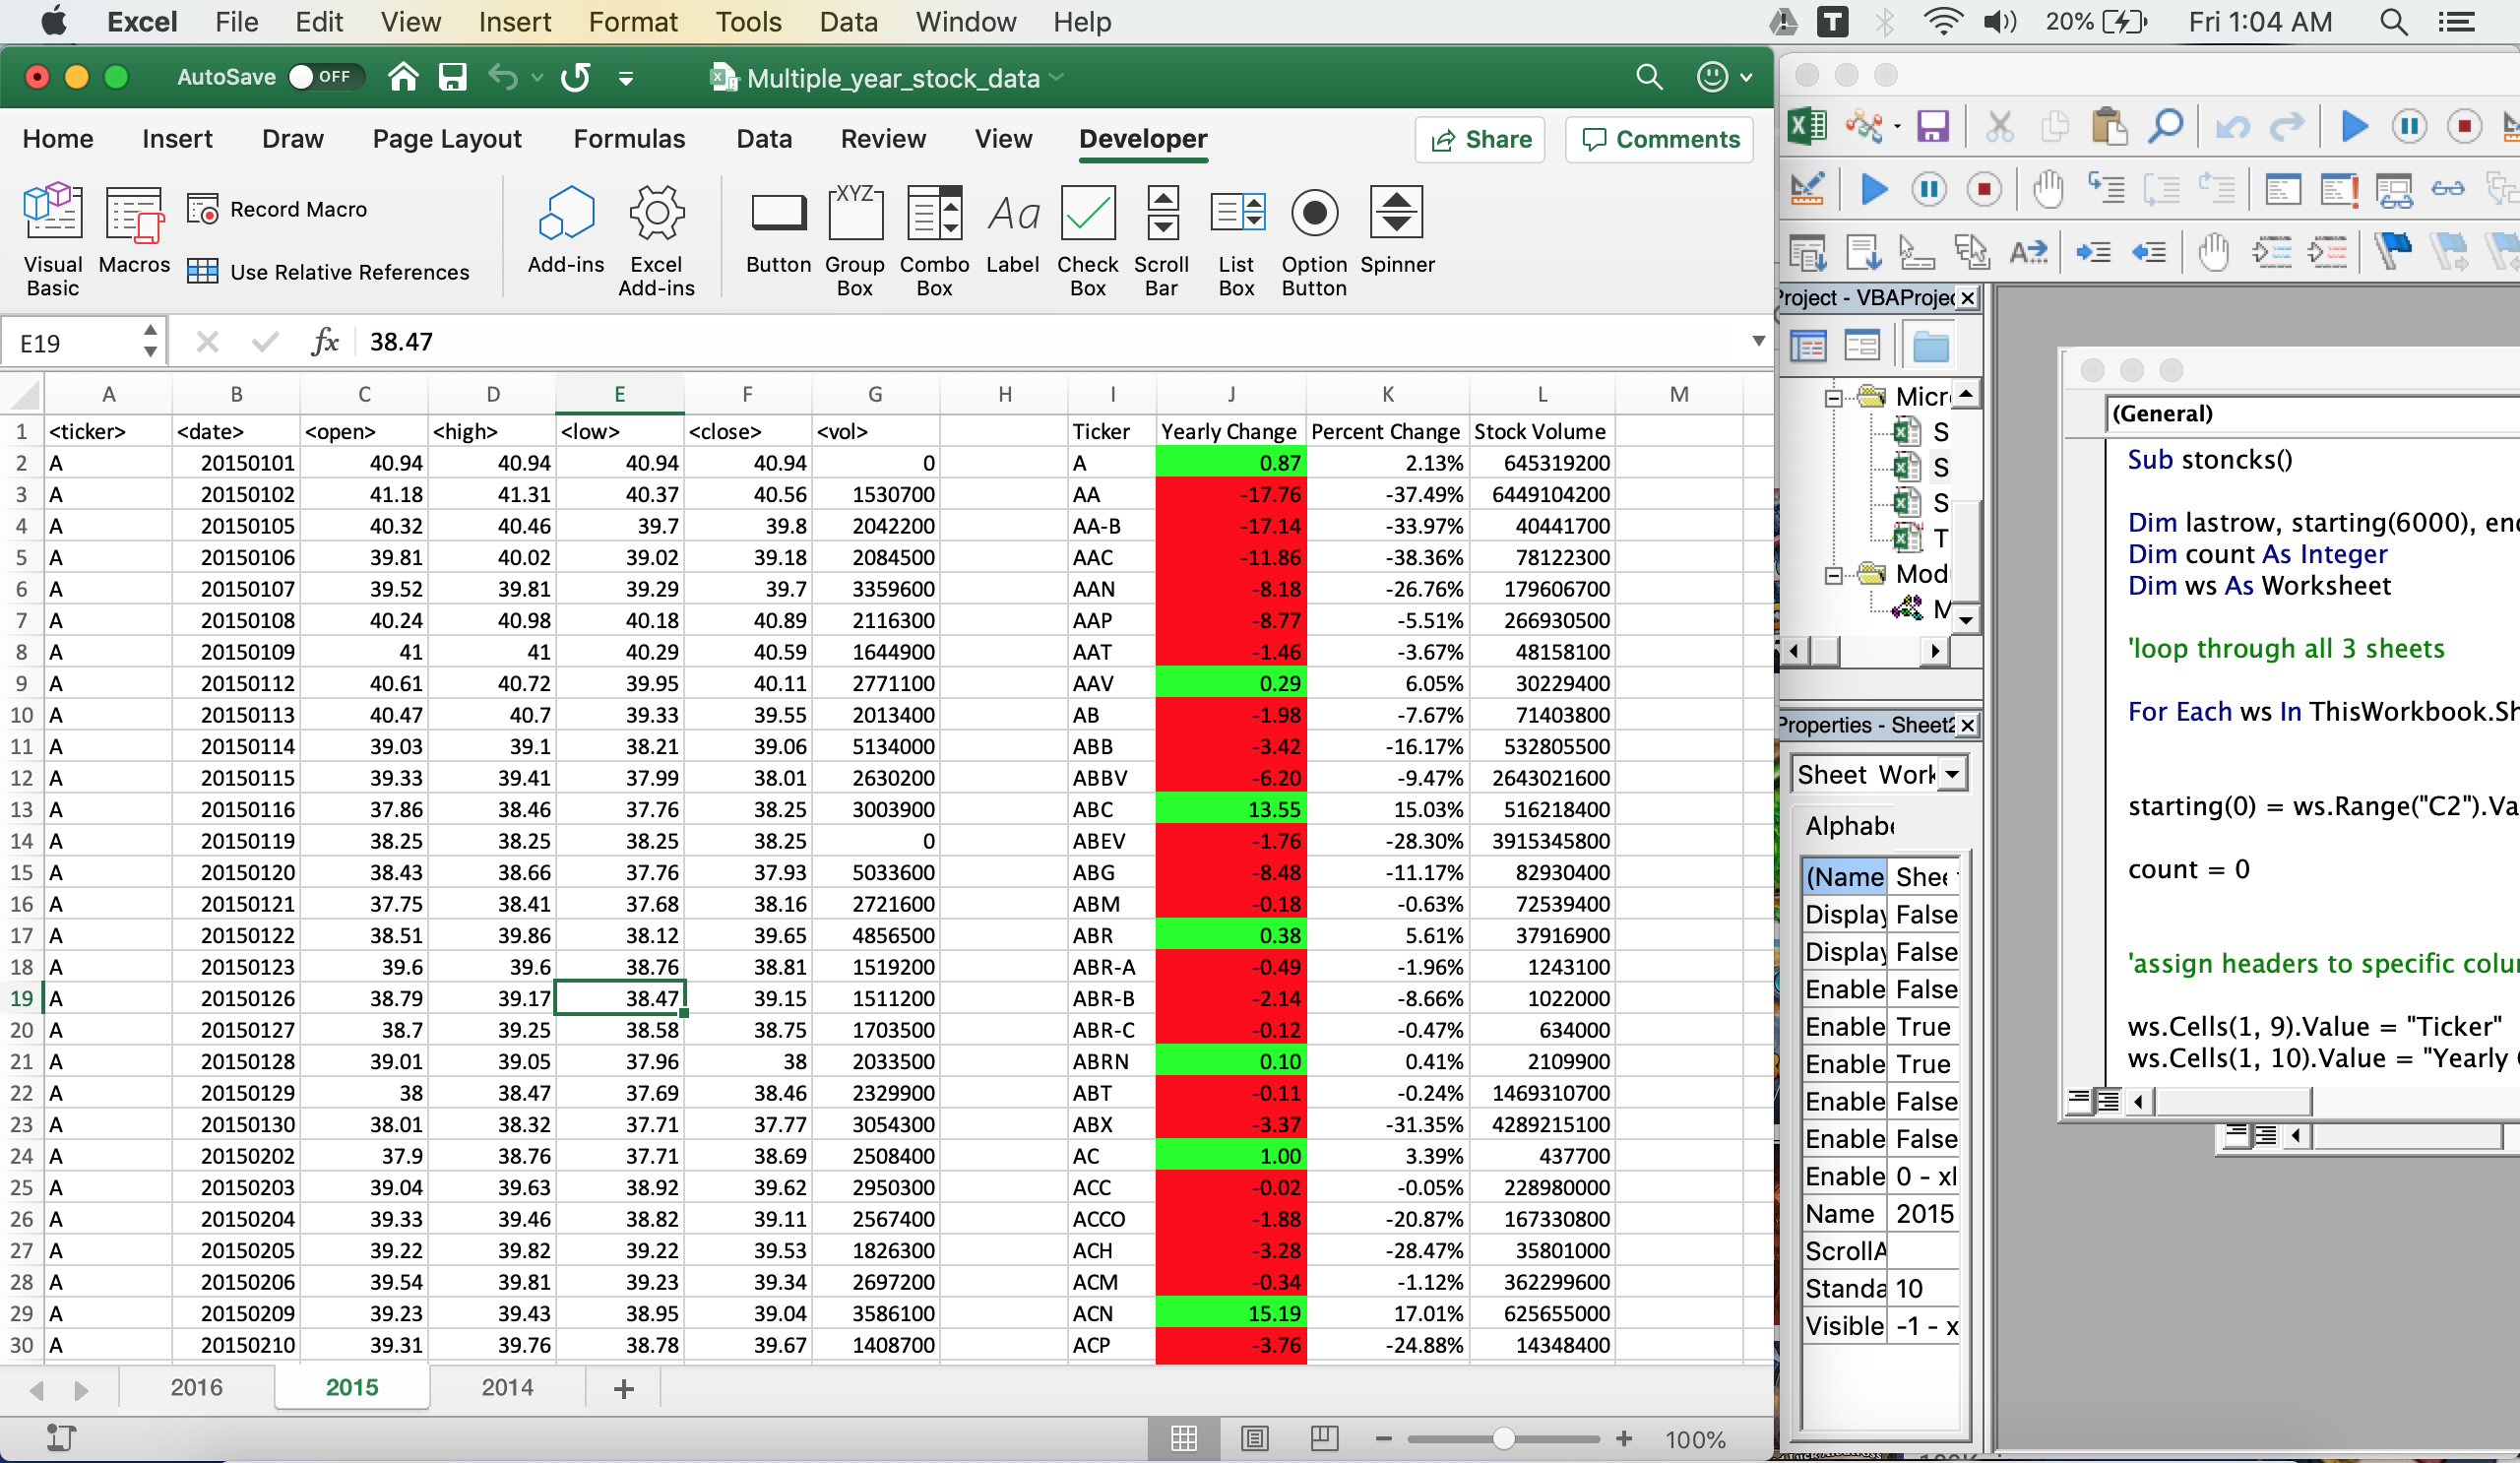 Excel File Edit View Insert Format Tools Data Window Help 20% Fri 1:04 AM
AutoSave OFF Multiple_year_stock_data
Home Insert Draw Page Layout Formulas Data Review View Developer Share Comments
Visual Basic Macros Record Macro Use Relative References Add-ins Excel Add-ins Button Group Box Combo Box Label Check Box Scroll Bar List Box Option Button Spinner
XYZ Aa
E19 fx 38.47
A B C D E F G H I J K L M
1 <ticker> <date> <open> <high> <low> <close> <vol> Ticker Yearly Change Percent Change Stock Volume
2 A 20150101 40.94 40.94 40.94 40.94 0 A 0.87 2.13% 645319200
3 A 20150102 41.18 41.31 40.37 40.56 1530700 AA -17.76 -37.49% 6449104200
4 A 20150105 40.32 40.46 39.7 39.8 2042200 AA-B -17.14 -33.97% 40441700
5 A 20150106 39.81 40.02 39.02 39.18 2084500 AAC -11.86 -38.36% 78122300
6 A 20150107 39.52 39.81 39.29 39.7 3359600 AAN -8.18 -26.76% 179606700
7 A 20150108 40.24 40.98 40.18 40.89 2116300 AAP -8.77 -5.51% 266930500
8 A 20150109 41 41 40.29 40.59 1644900 AAT -1.46 -3.67% 48158100
9 A 20150112 40.61 40.72 39.95 40.11 2771100 AAV 0.29 6.05% 30229400
10 A 20150113 40.47 40.7 39.33 39.55 2013400 AB -1.98 -7.67% 71403800
11 A 20150114 39.03 39.1 38.21 39.06 5134000 ABB -3.42 -16.17% 532805500
12 A 20150115 39.33 39.41 37.99 38.01 2630200 ABBV -6.20 -9.47% 2643021600
13 A 20150116 37.86 38.46 37.76 38.25 3003900 ABC 13.55 15.03% 516218400
14 A 20150119 38.25 38.25 38.25 38.25 0 ABEV -1.76 -28.30% 3915345800
15 A 20150120 38.43 38.66 37.76 37.93 5033600 ABG -8.48 -11.17% 82930400
16 A 20150121 37.75 38.41 37.68 38.16 2721600 ABM -0.18 -0.63% 72539400
17 A 20150122 38.51 39.86 38.12 39.65 4856500 ABR 0.38 5.61% 37916900
18 A 20150123 39.6 39.6 38.76 38.81 1519200 ABR-A -0.49 -1.96% 1243100
19 A 20150126 38.79 39.17 38.47 39.15 1511200 ABR-B -2.14 -8.66% 1022000
20 A 20150127 38.7 39.25 38.58 38.75 1703500 ABR-C -0.12 -0.47% 634000
21 A 20150128 39.01 39.05 37.96 38 2033500 ABRN 0.10 0.41% 2109900
22 A 20150129 38 38.47 37.69 38.46 2329900 ABT -0.11 -0.24% 1469310700
23 A 20150130 38.01 38.32 37.71 37.77 3054300 ABX -3.37 -31.35% 4289215100
24 A 20150202 37.9 38.76 37.71 38.69 2508400 AC 1.00 3.39% 437700
25 A 20150203 39.04 39.63 38.92 39.62 2950300 ACC -0.02 -0.05% 228980000
26 A 20150204 39.33 39.46 38.82 39.11 2567400 ACCO -1.88 -20.87% 167330800
27 A 20150205 39.22 39.82 39.22 39.53 1826300 ACH -3.28 -28.47% 35801000
28 A 20150206 39.54 39.81 39.23 39.34 2697200 ACM -0.34 -1.12% 362299600
29 A 20150209 39.23 39.43 38.95 39.04 3586100 ACN 15.19 17.01% 625655000
30 A 20150210 39.31 39.76 38.78 39.67 1408700 ACP -3.76 -24.88% 14348400
2016 2015 2014 +
100%
Project - VBAProjec
Micr
S
S
S
T
Mod
M
Properties - Sheet2
Sheet Work
Alphabe
(Name Shee
Display False
Display False
Enable False
Enable True
Enable True
Enable False
Enable False
Enable 0 - xl
Name 2015
ScrollA
Standa 10
Visible -1 - x
(General)
Sub stoncks()
Dim lastrow, starting(6000), en
Dim count As Integer
Dim ws As Worksheet
'loop through all 3 sheets
For Each ws In ThisWorkbook.Sh
starting(0) = ws.Range("C2").Va
count = 0
'assign headers to specific colu
ws.Cells(1, 9).Value = "Ticker"
ws.Cells(1, 10).Value = "Yearly